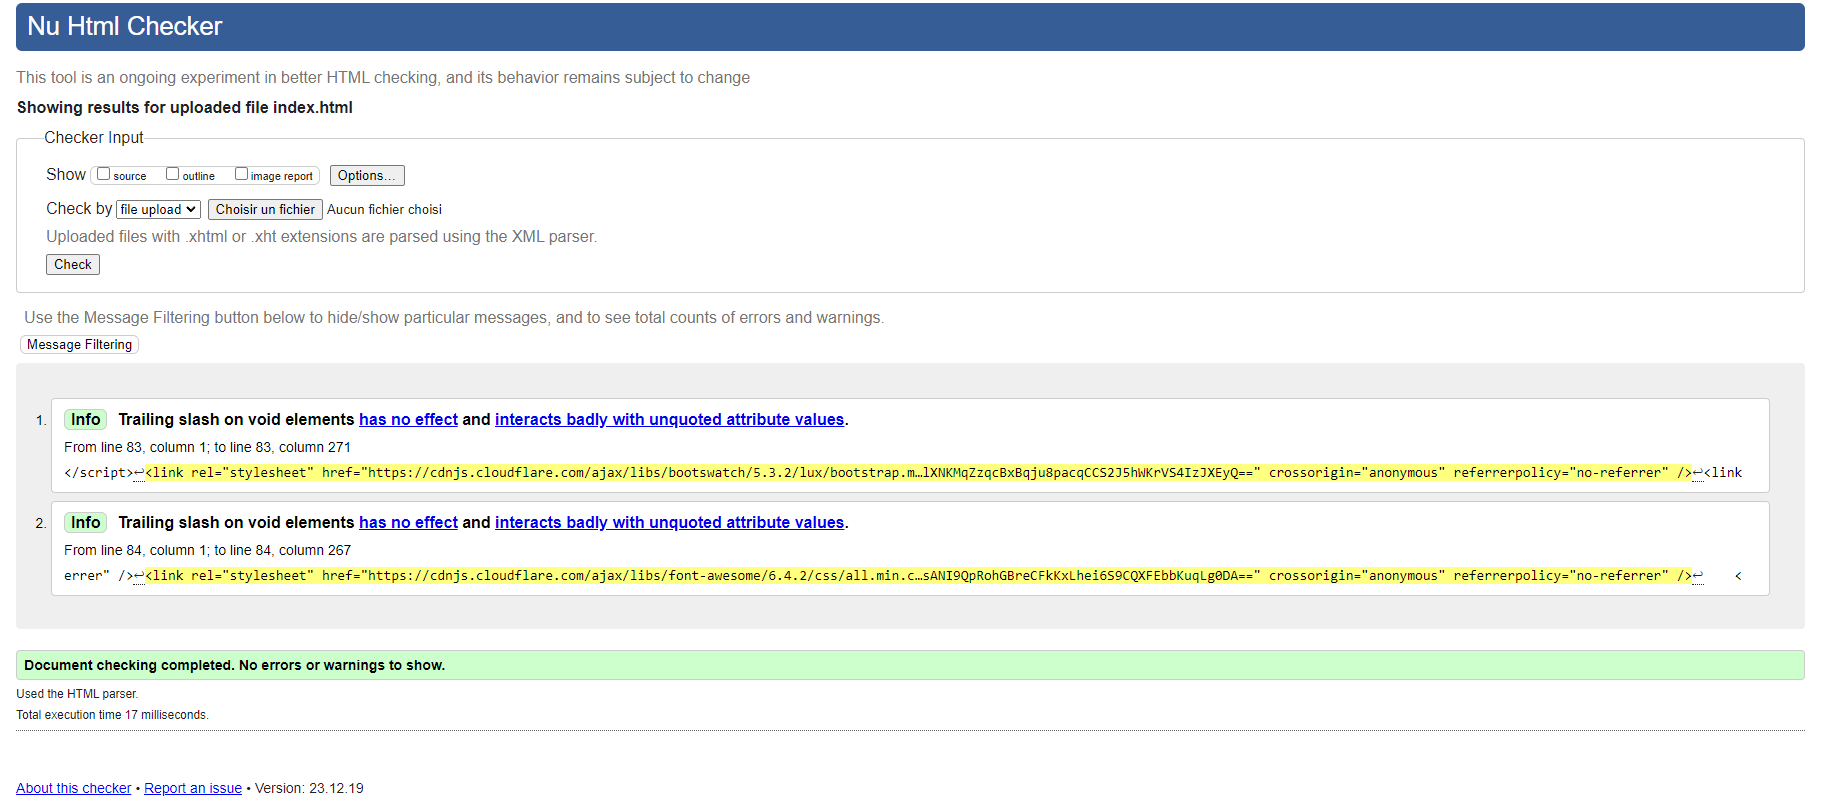 Nu Html Checker
This tool is an ongoing experiment in better HTML checking, and its behavior remains subject to change
Showing results for uploaded file index.html
Checker Input
Show source outline image report Options...
Check by file upload Choisir un fichier Aucun fichier choisi
Uploaded files with .xhtml or .xht extensions are parsed using the XML parser.
Check
Use the Message Filtering button below to hide/show particular messages, and to see total counts of errors and warnings.
Message Filtering
1. Info Trailing slash on void elements has no effect and interacts badly with unquoted attribute values.
From line 83, column 1; to line 83, column 271
</script>↩<link rel="stylesheet" href="https://cdnjs.cloudflare.com/ajax/libs/bootswatch/5.3.2/lux/bootstrap.m…lXNKMqZzqcBxBqju8pacqCCS2J5hWKrVS4IzJXEyQ==" crossorigin="anonymous" referrerpolicy="no-referrer" />↩<link
2. Info Trailing slash on void elements has no effect and interacts badly with unquoted attribute values.
From line 84, column 1; to line 84, column 267
errer" />↩<link rel="stylesheet" href="https://cdnjs.cloudflare.com/ajax/libs/font-awesome/6.4.2/css/all.min.c…sANI9QpRohGBreCFkKxLhei6S9CQXFEbbKuqLg0DA==" crossorigin="anonymous" referrerpolicy="no-referrer" />↩ <
Document checking completed. No errors or warnings to show.
Used the HTML parser.
Total execution time 17 milliseconds.
About this checker • Report an issue • Version: 23.12.19